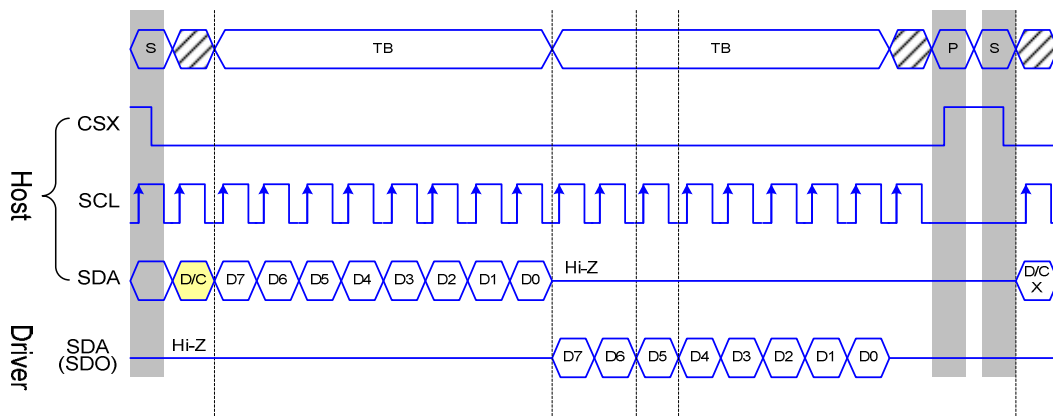 S TB TB P S
CSX
Host
SCL
SDA D/C D7 D6 D5 D4 D3 D2 D1 D0 Hi-Z D/C
X
Driver
SDA
(SDO)
Hi-Z
D7 D6 D5 D4 D3 D2 D1 D0